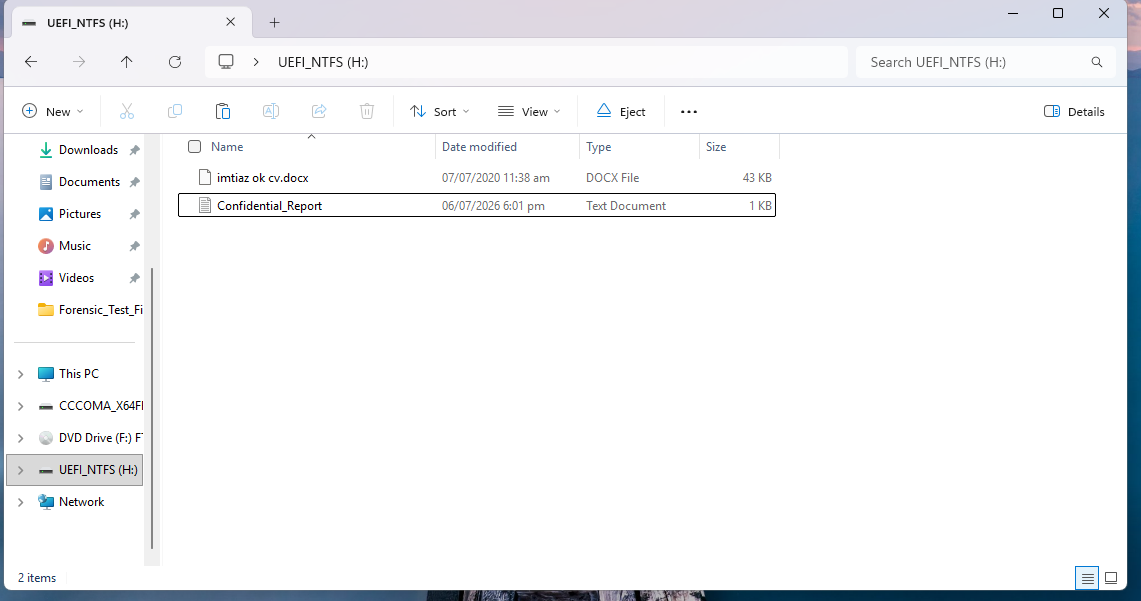 UEFI_NTFS (H:)
UEFI_NTFS (H:)
Search UEFI_NTFS (H:)
New
Sort
View
Eject
Details
Downloads
Documents
Pictures
Music
Videos
Forensic_Test_Fi
This PC
CCCOMA_X64F
DVD Drive (F:) F
UEFI_NTFS (H:)
Network
Name Date modified Type Size
imtiaz ok cv.docx 07/07/2020 11:38 am DOCX File 43 KB
Confidential_Report 06/07/2026 6:01 pm Text Document 1 KB
2 items